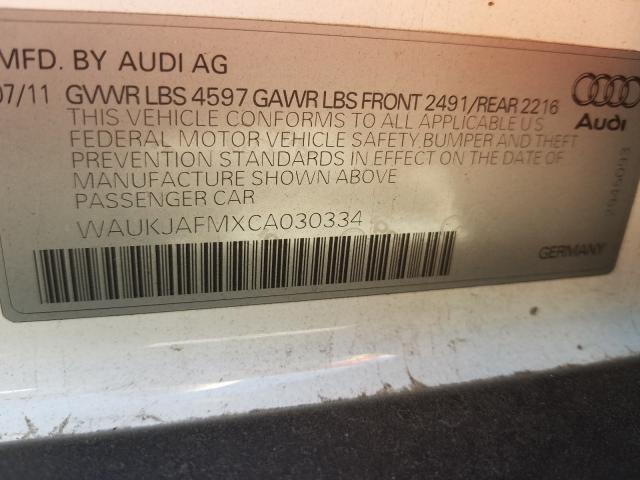 MFD. BY AUDI AG
07/11 GVWR LBS 4597 GAWR LBS FRONT 2491/REAR 2216
THIS VEHICLE CONFORMS TO ALL APPLICABLE US
FEDERAL MOTOR VEHICLE SAFETY, BUMPER AND THEFT
PREVENTION STANDARDS IN EFFECT ON THE DATE OF
MANUFACTURE SHOWN ABOVE
PASSENGER CAR
WAUKJAFMXCA030334
Audi
2945093
GERMANY